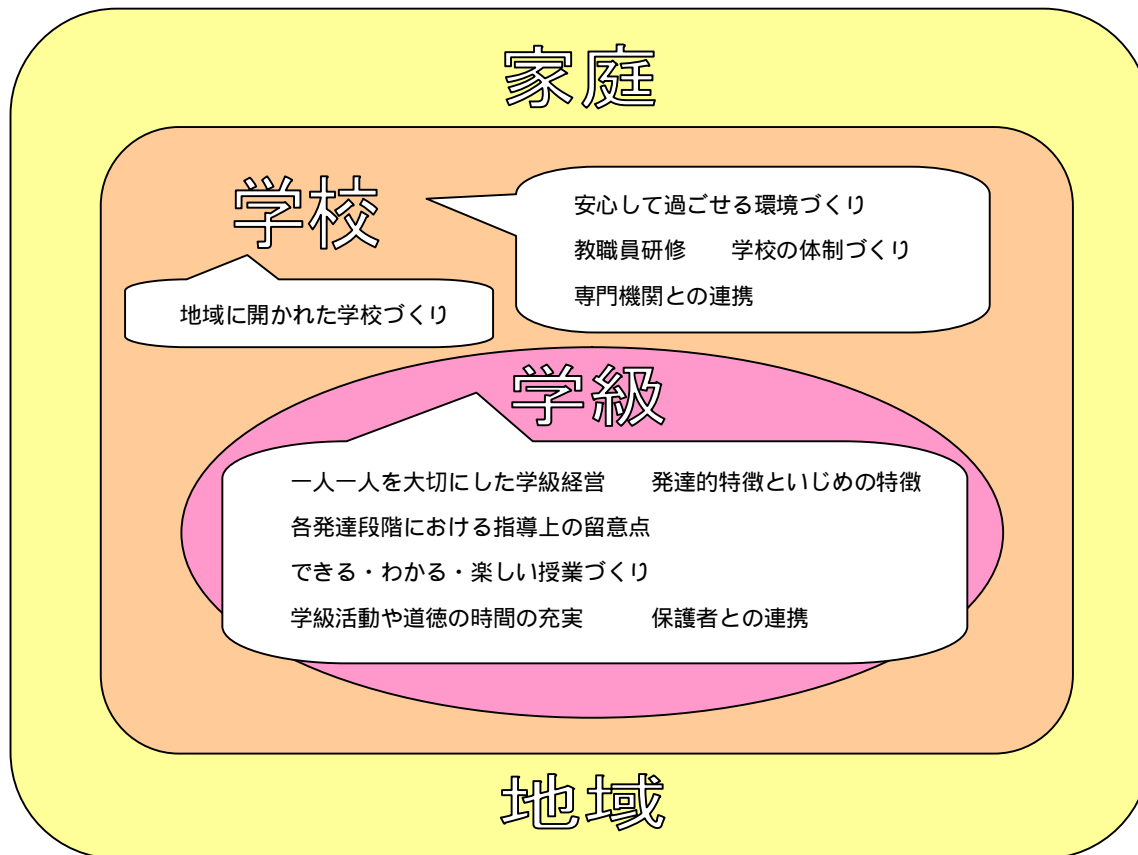 家庭
学校
安心して過ごせる環境づくり
教職員研修　　学校の体制づくり
専門機関との連携
地域に開かれた学校づくり
学級
一人一人を大切にした学級経営　　発達的特徴といじめの特徴
各発達段階における指導上の留意点
できる・わかる・楽しい授業づくり
学級活動や道徳の時間の充実　　　保護者との連携
地域